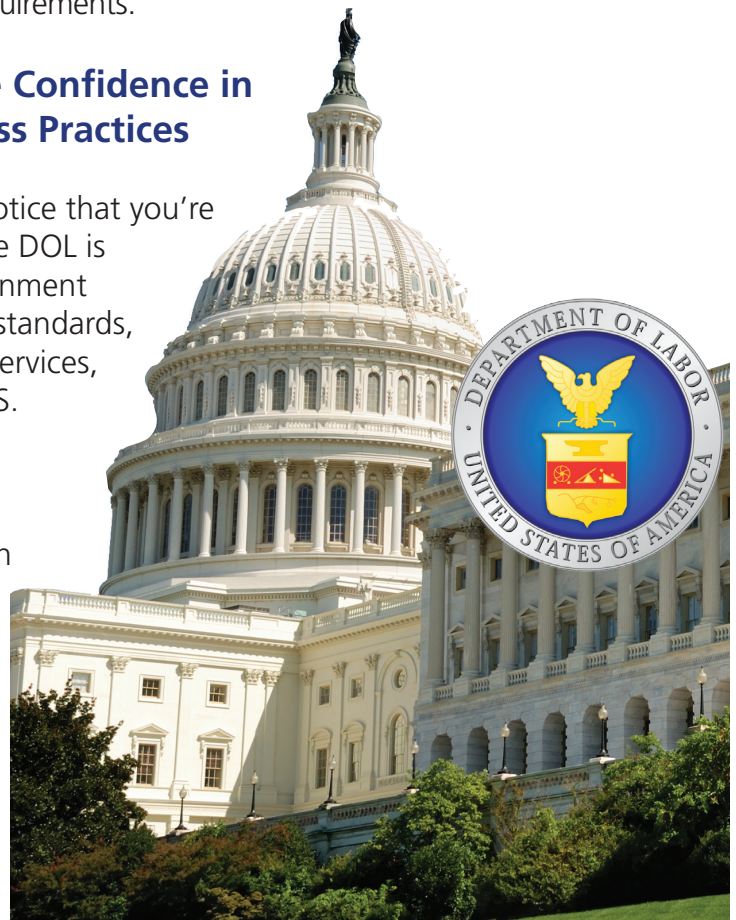 uirements.
Confidence in
ss Practices
otice that you're
e DOL is
nment
standards,
ervices,
S.
n
DEPARTMENT OF LABOR
UNITED STATES OF AMERICA